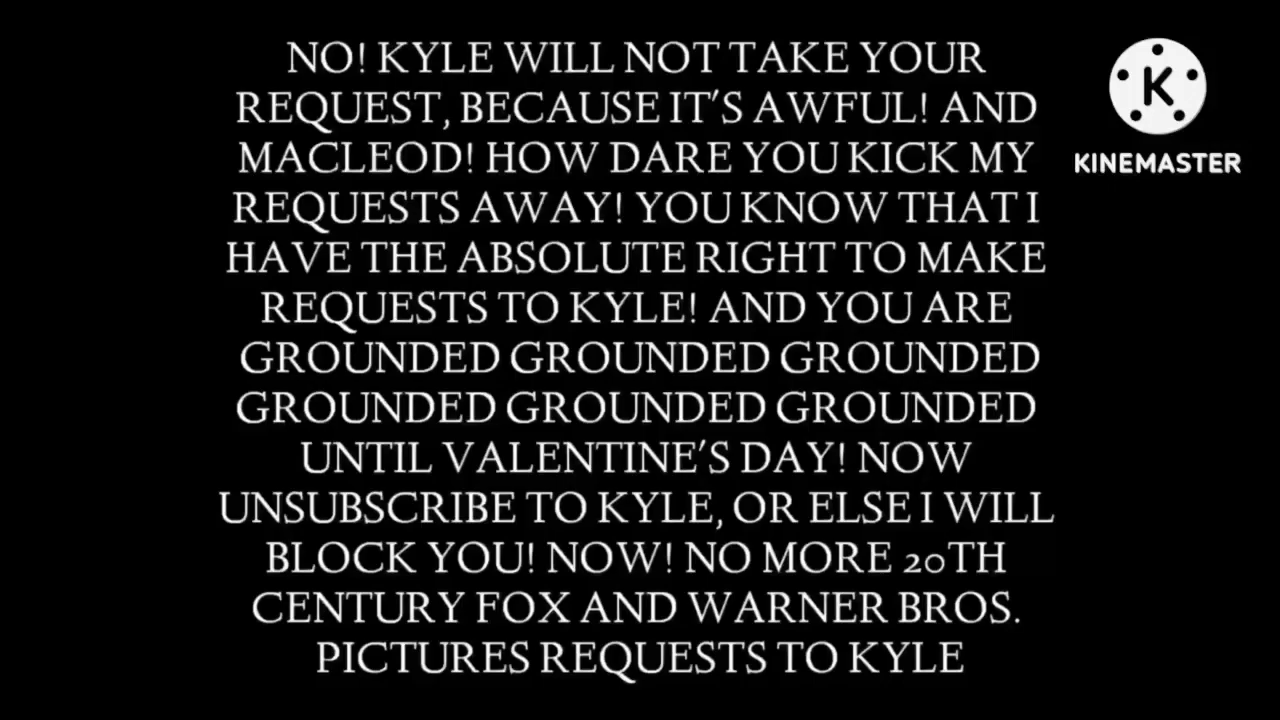 NO! KYLE WILL NOT TAKE YOUR
REQUEST, BECAUSE IT'S AWFUL! AND
MACLEOD! HOW DARE YOU KICK MY
REQUESTS AWAY! YOU KNOW THAT I
HAVE THE ABSOLUTE RIGHT TO MAKE
REQUESTS TO KYLE! AND YOU ARE
GROUNDED GROUNDED GROUNDED
GROUNDED GROUNDED GROUNDED
UNTIL VALENTINE'S DAY! NOW
UNSUBSCRIBE TO KYLE, OR ELSE I WILL
BLOCK YOU! NOW! NO MORE 20TH
CENTURY FOX AND WARNER BROS.
PICTURES REQUESTS TO KYLE
K
KINEMASTER